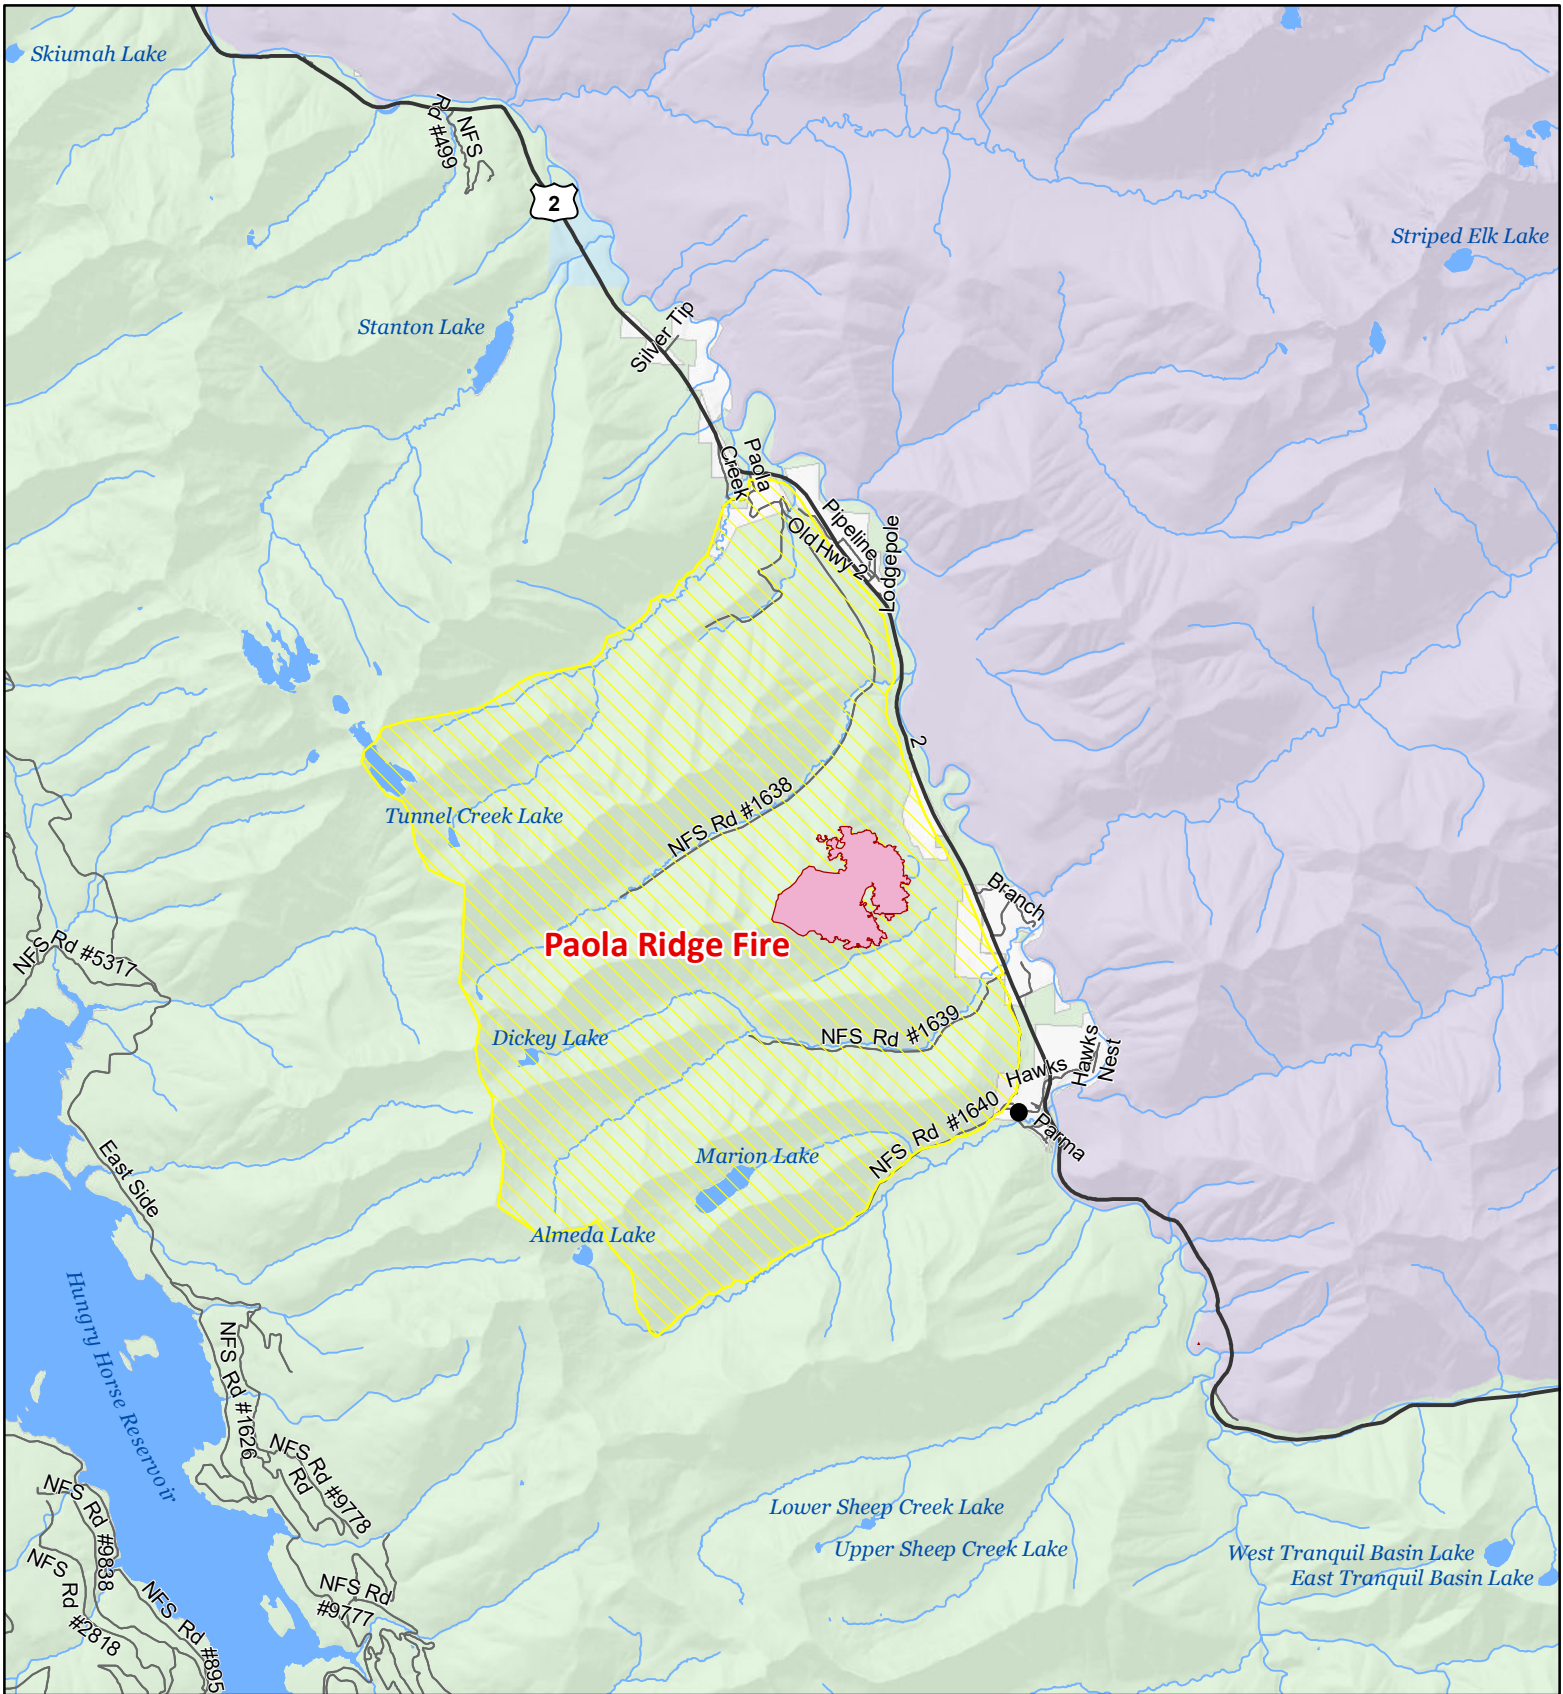 Skiumah Lake
NFS
Rd #499
2
Striped Elk Lake
Stanton Lake
Silver Tip
Paola
Creek
Pipeline
Old Hwy 2
Lodgepole
2
Tunnel Creek Lake
NFS Rd #1638
Branch
Paola Ridge Fire
NFS Rd #5317
Dickey Lake
NFS Rd #1639
Hawks
Hawks
Nest
NFS Rd #1640
Parma
Marion Lake
East Side
Almeda Lake
Hungry Horse Reservoir
NFS Rd #1626
NFS Rd #9778
Rd
NFS Rd #9838
Lower Sheep Creek Lake
Upper Sheep Creek Lake
West Tranquil Basin Lake
East Tranquil Basin Lake
NFS Rd
#2818
NFS Rd #895
NFS Rd
#9777